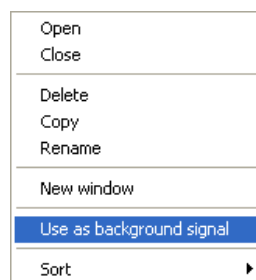 Open
Close
Delete
Copy
Rename
New window
Use as background signal
Sort